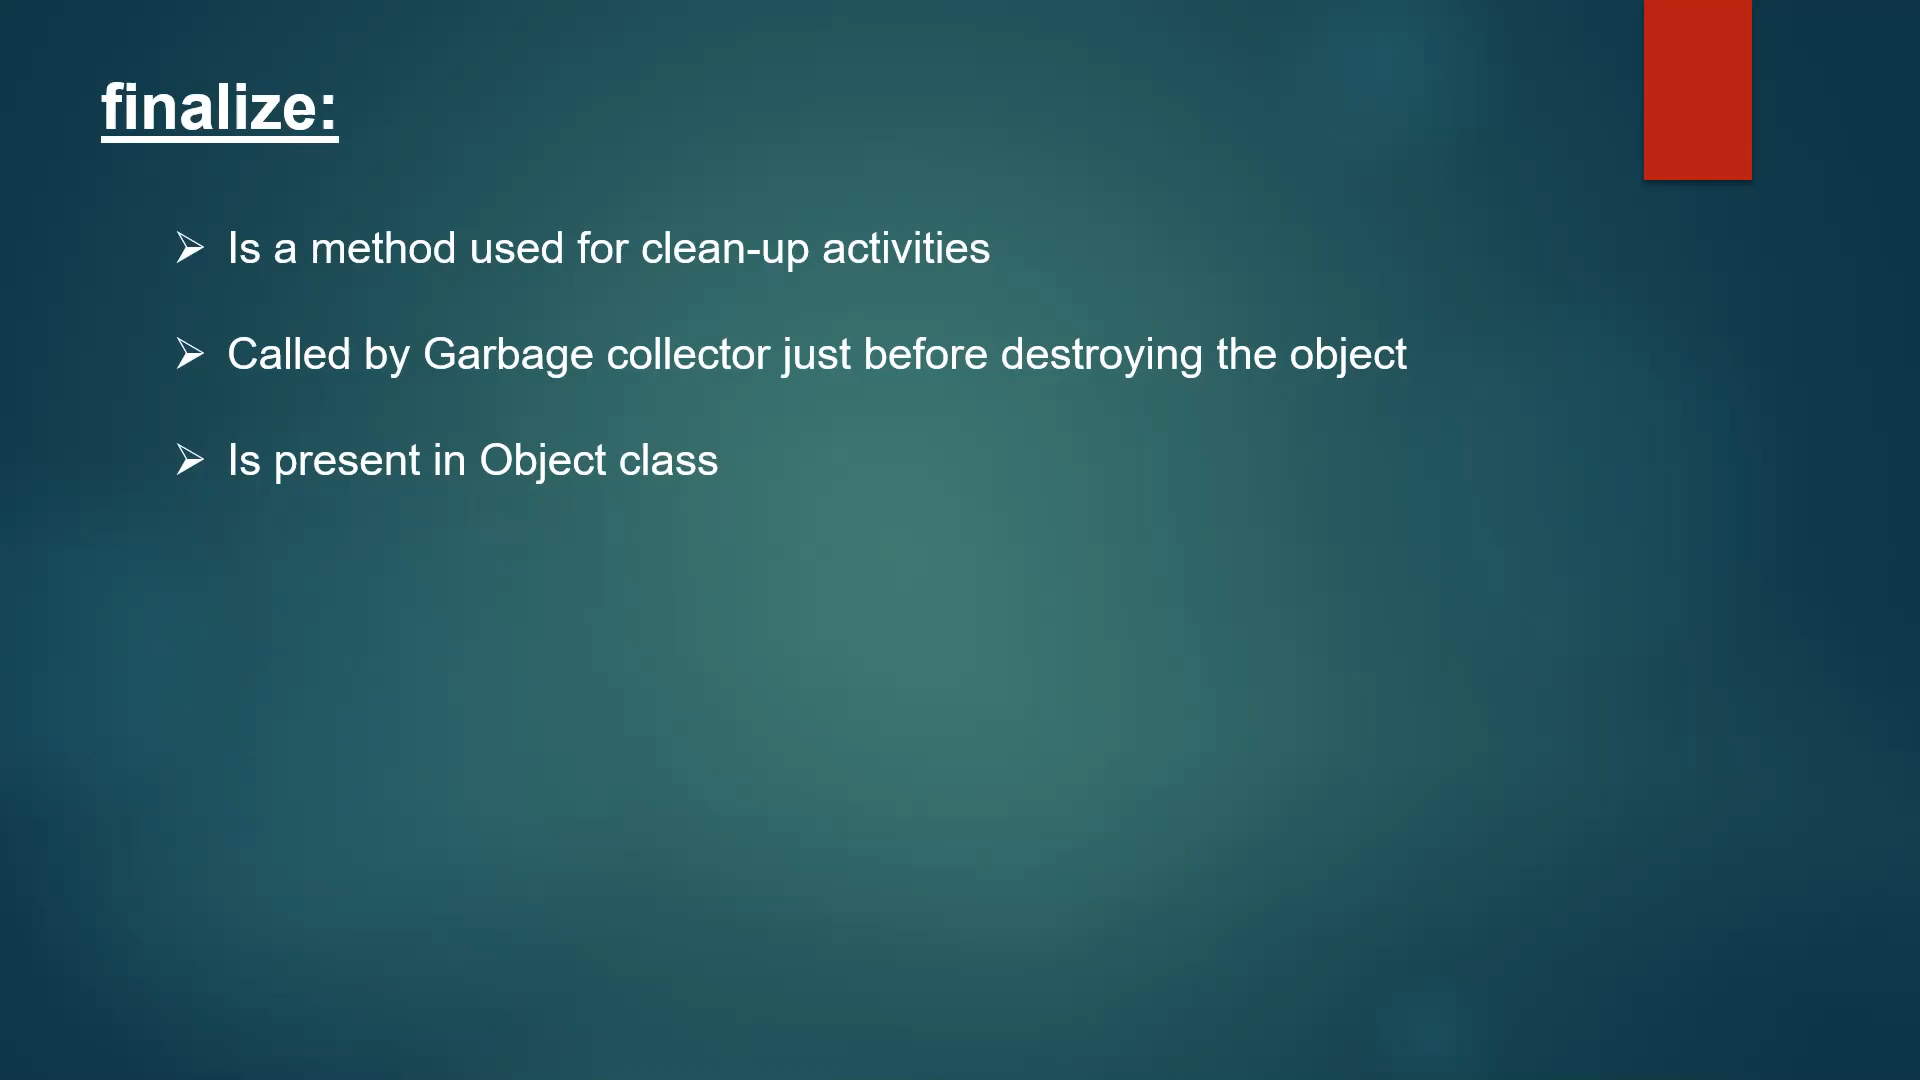 finalize:
➢ Is a method used for clean-up activities
➢ Called by Garbage collector just before destroying the object
➢ Is present in Object class